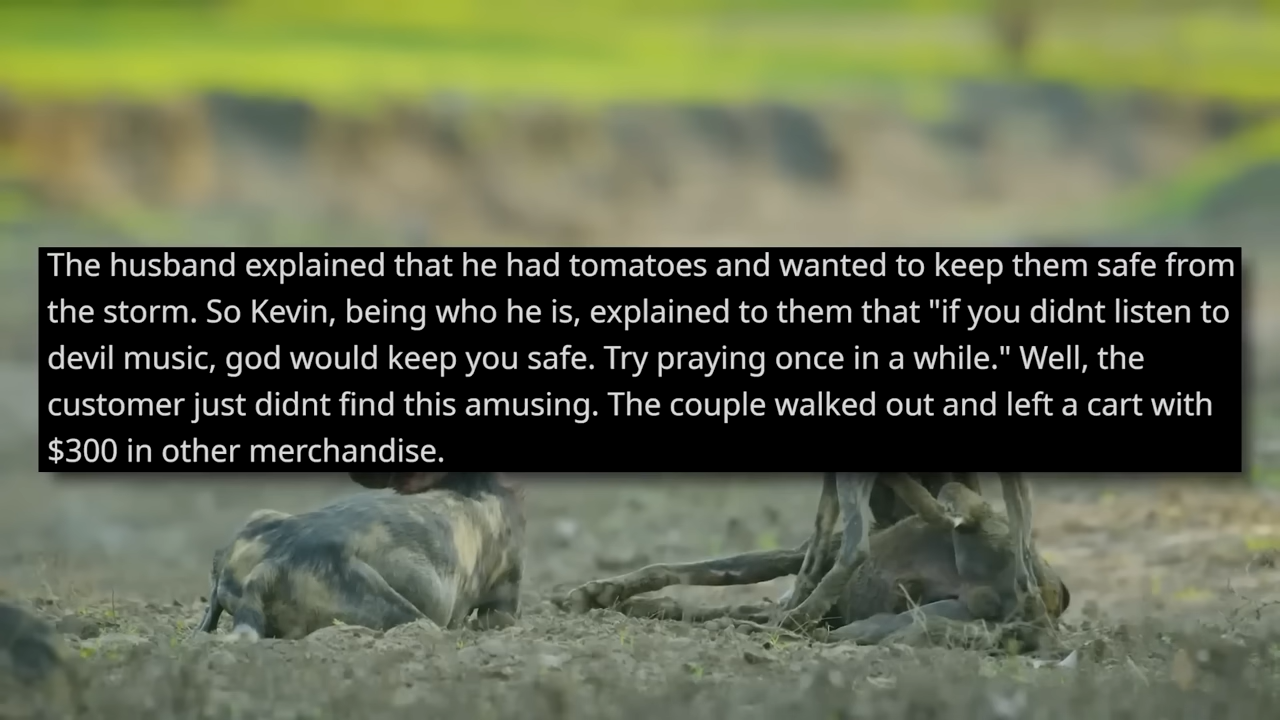 The husband explained that he had tomatoes and wanted to keep them safe from
the storm. So Kevin, being who he is, explained to them that "if you didnt listen to
devil music, god would keep you safe. Try praying once in a while." Well, the
customer just didnt find this amusing. The couple walked out and left a cart with
$300 in other merchandise.